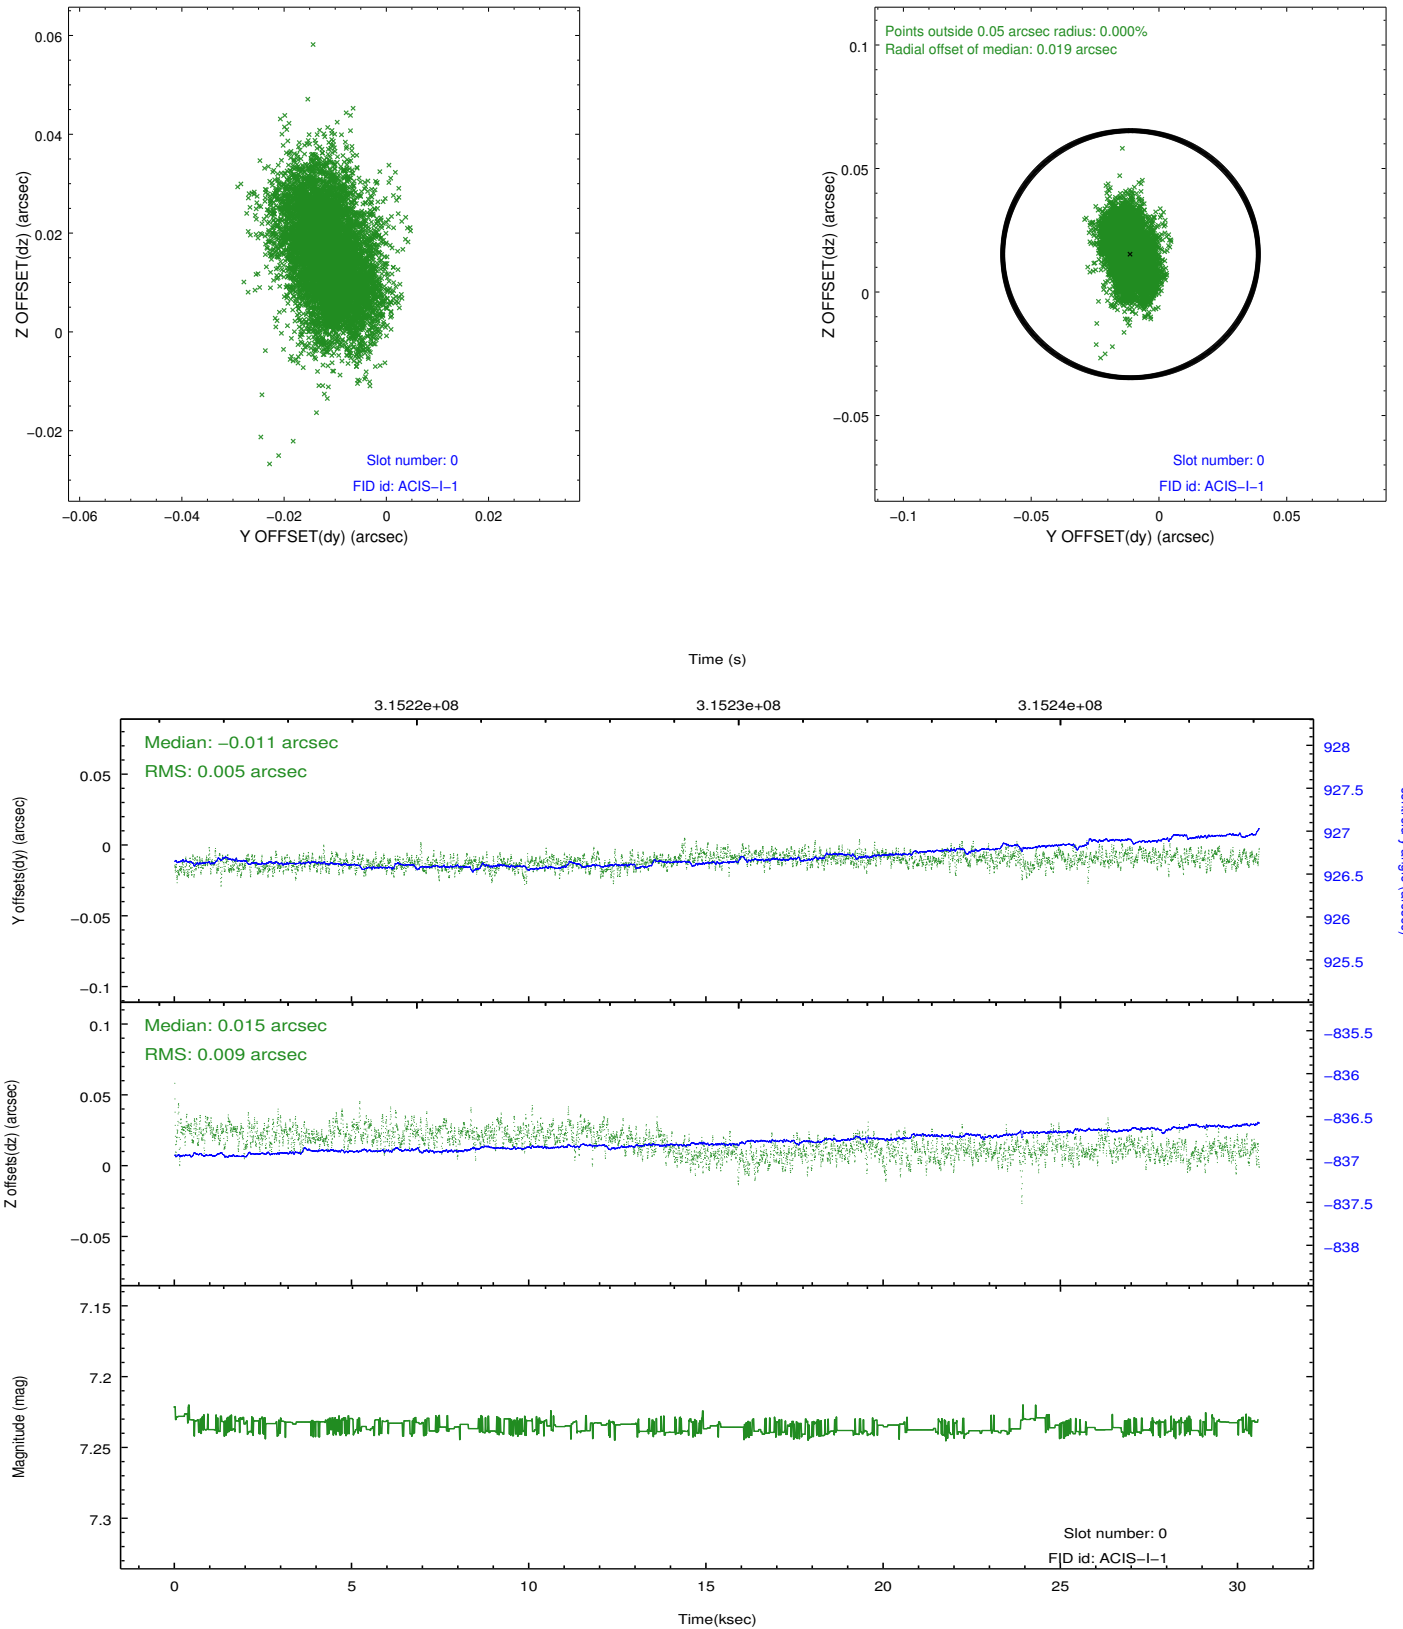 0.06
0.04
0.02
0
−0.02
Z OFFSET(dz) (arcsec)
Slot number: 0
FID id: ACIS−I−1
−0.06
−0.04
−0.02
0
0.02
Y OFFSET(dy) (arcsec)
Points outside 0.05 arcsec radius: 0.000%
Radial offset of median: 0.019 arcsec
0.1
0.05
0
−0.05
Z OFFSET(dz) (arcsec)
Slot number: 0
FID id: ACIS−I−1
−0.1
−0.05
0
0.05
Y OFFSET(dy) (arcsec)
Time (s)
3.1522e+08
3.1523e+08
3.1524e+08
Median: −0.011 arcsec
RMS: 0.005 arcsec
0.05
0
−0.05
−0.1
Y offsets(dy) (arcsec)
928
927.5
927
926.5
926
925.5
Median: 0.015 arcsec
RMS: 0.009 arcsec
0.1
0.05
0
−0.05
Z offsets(dz) (arcsec)
−835.5
−836
−836.5
−837
−837.5
−838
7.15
7.2
7.25
7.3
Magnitude (mag)
Slot number: 0
FID id: ACIS−I−1
0
5
10
15
20
25
30
Time(ksec)